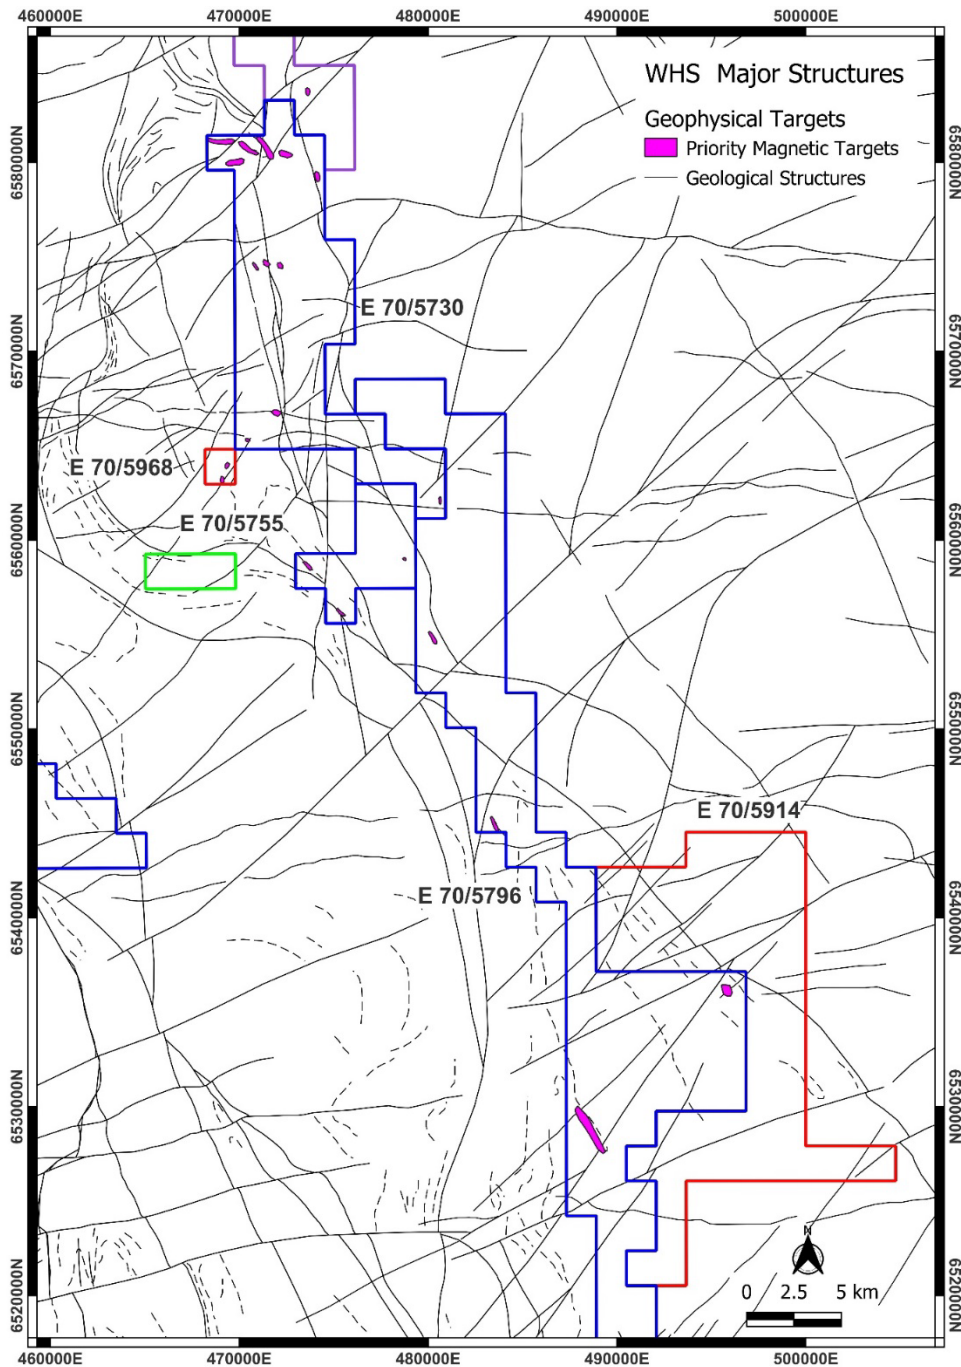 460000E 470000E 480000E 490000E 500000E
WHS Major Structures
Geophysical Targets
Priority Magnetic Targets
Geological Structures
6580000N 6580000N
E 70/5730
6570000N 6570000N
E 70/5968
E 70/5755
6560000N 6560000N
6550000N 6550000N
E 70/5914
E 70/5796
6540000N 6540000N
6530000N 6530000N
N
0 2.5 5 km
6520000N 6520000N
460000E 470000E 480000E 490000E 500000E